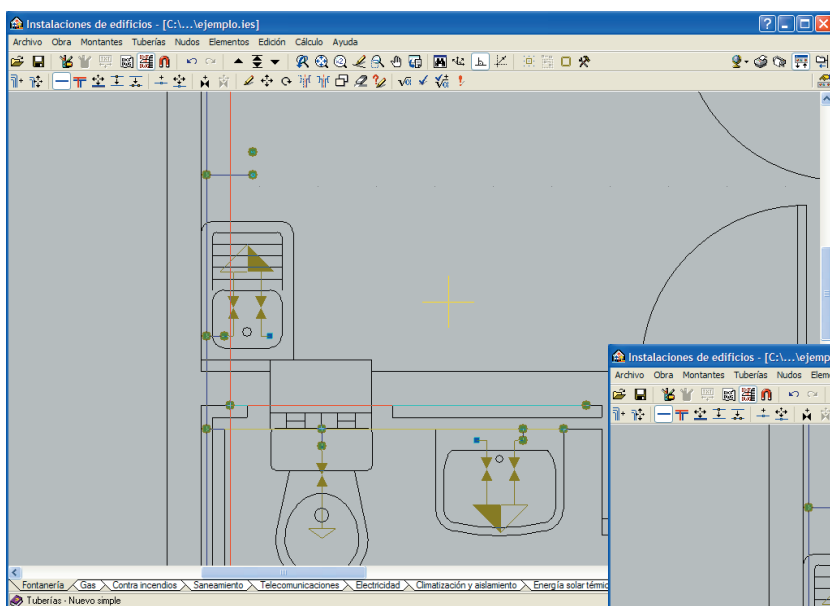 Instalaciones de edificios - [C:\...\ejemplo.ies]
Archivo Obra Montantes Tuberías Nudos Elementos Edición Cálculo Ayuda
Instalaciones de edificios - [C:\...\ejemp
Archivo Obra Montantes Tuberías Nudos Elem
Fontanería Gas Contra incendios Saneamiento Telecomunicaciones Electricidad Climatización y aislamiento Energía solar térmic
Tuberías - Nuevo simple